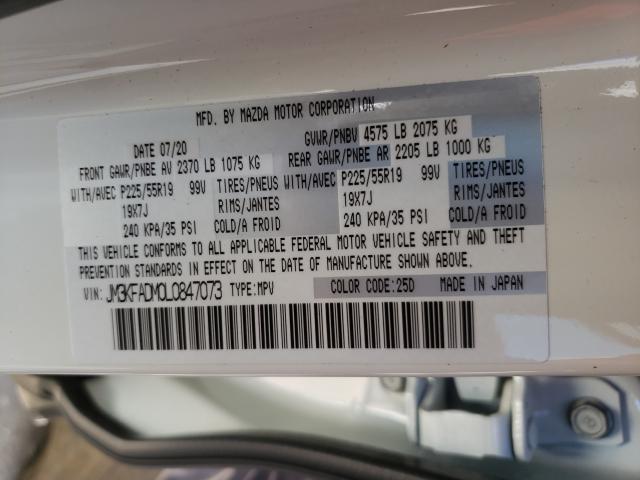 MFD. BY MAZDA MOTOR CORPORATION
DATE 07/20 GVWR/PNBV 4575 LB 2075 KG
FRONT GAWR/PNBE AV 2370 LB 1075 KG REAR GAWR/PNBE AR 2205 LB 1000 KG
WITH/AVEC P225/55R19 99V TIRES/PNEUS WITH/AVEC P225/55R19 99V TIRES/PNEUS
19X7J RIMS/JANTES 19X7J RIMS/JANTES
240 KPA/35 PSI COLD/A FROID 240 KPA/35 PSI COLD/A FROID
THIS VEHICLE CONFORMS TO ALL APPLICABLE FEDERAL MOTOR VEHICLE SAFETY AND THEFT
PREVENTION STANDARDS IN EFFECT ON THE DATE OF MANUFACTURE SHOWN ABOVE.
VIN: JM3KFADM0L0847073 TYPE:MPV COLOR CODE:25D MADE IN JAPAN